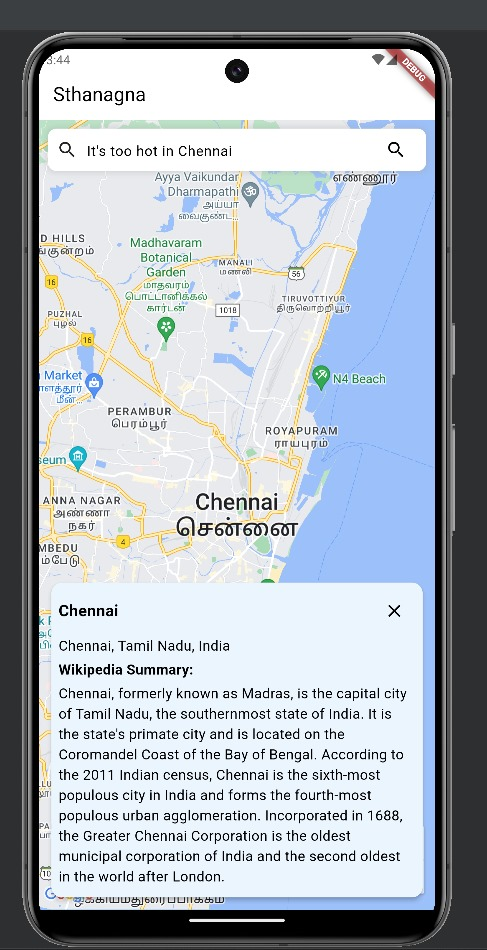 3:44
DEBUG
Sthanagna
It's too hot in Chennai
எண்ணூர்
Ayya Vaikundar
Dharmapathi
அய்யா
வைகுண்ட...
D HILLS
ங்குன்றம்
Madhavaram
Botanical
Garden
மாதவரம்
பொட்டானிக்கல்
கார்டன்
MANALI
மணலி
56
16
1018
TIRUVOTTIYUR
திருவொற்றியூர்
PUZHAL
புழல்
16
Market
மீன்...
N4 Beach
PERAMBUR
பெரம்பூர்
ROYAPURAM
ராயபுரம்
seum
ANNA NAGAR
அண்ணா
நகர்
Chennai
சென்னை
4
MBEDU
ம்பேடு
Chennai
Chennai, Tamil Nadu, India
Wikipedia Summary:
Chennai, formerly known as Madras, is the capital city
of Tamil Nadu, the southernmost state of India. It is
the state's primate city and is located on the
Coromandel Coast of the Bay of Bengal. According to
the 2011 Indian census, Chennai is the sixth-most
populous city in India and forms the fourth-most
populous urban agglomeration. Incorporated in 1688,
the Greater Chennai Corporation is the oldest
municipal corporation of India and the second oldest
in the world after London.